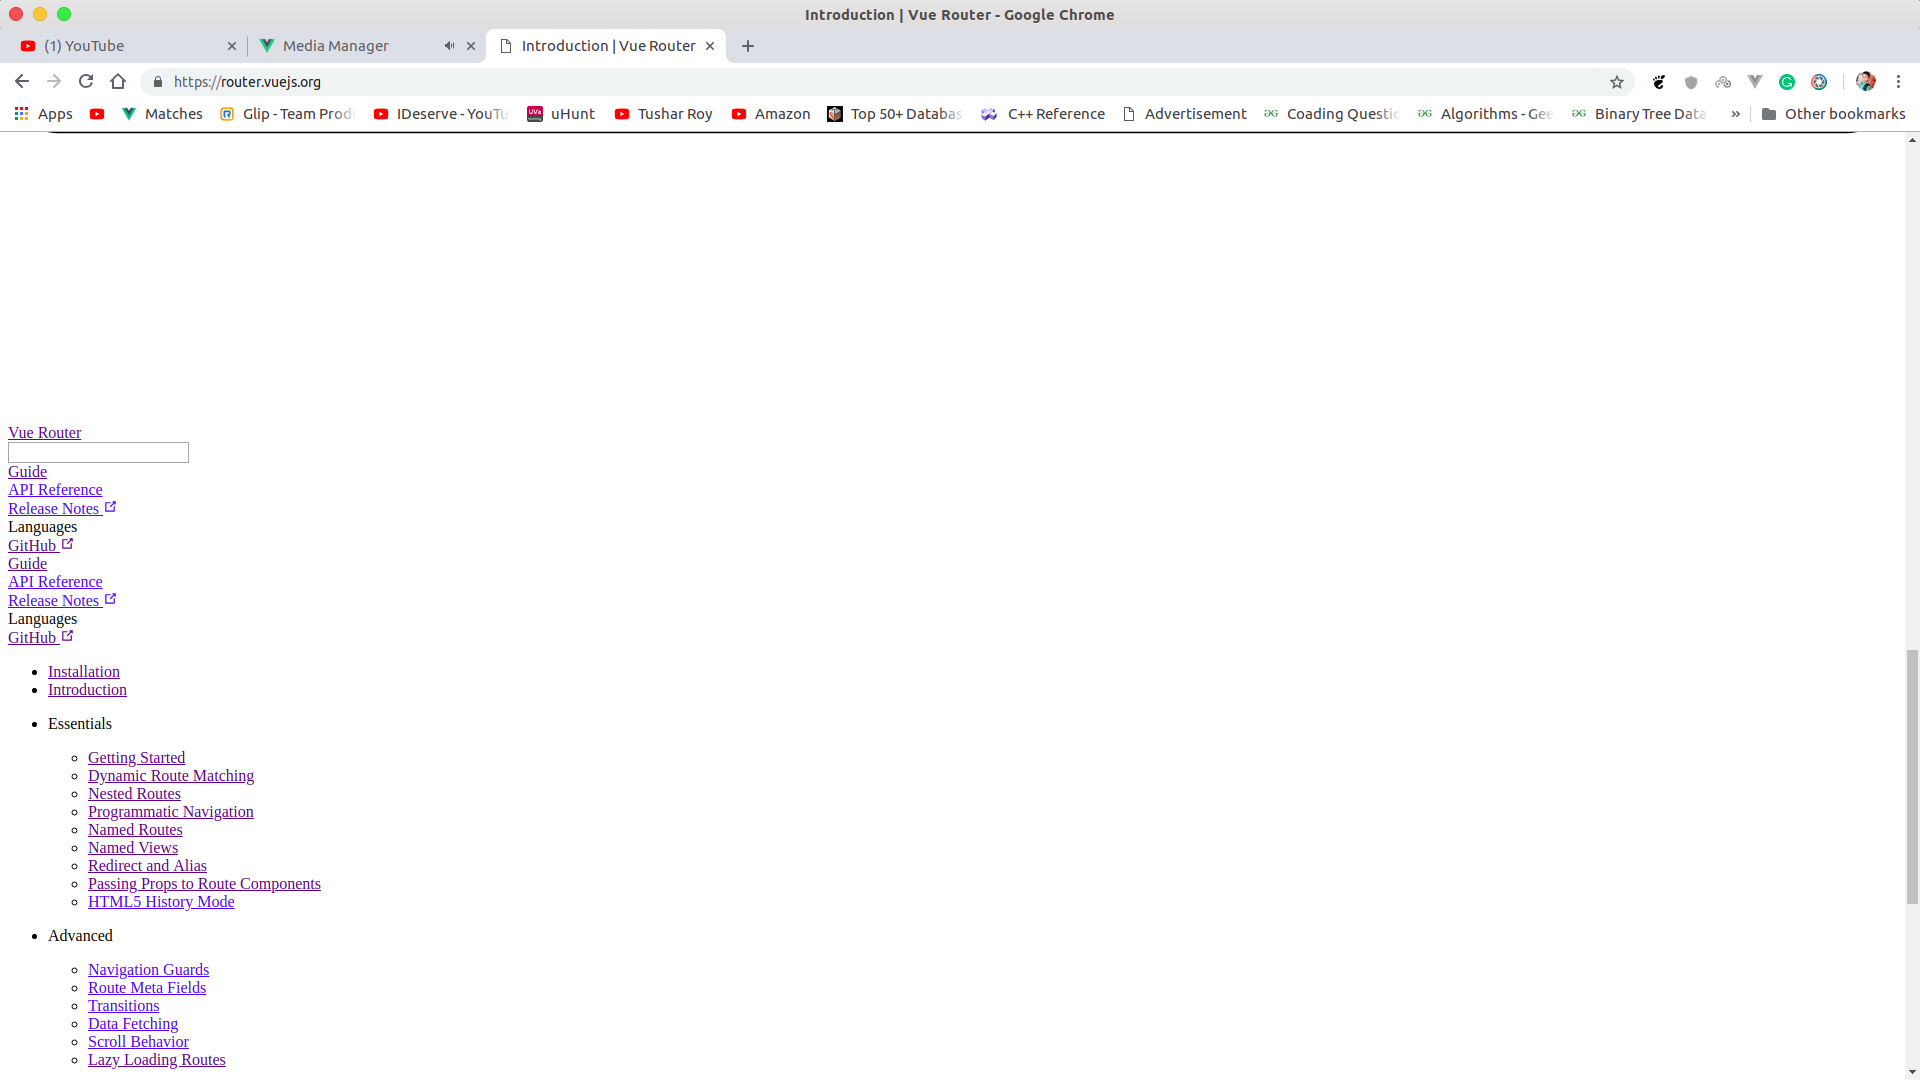 Introduction | Vue Router - Google Chrome
(1) YouTube
Media Manager
Introduction | Vue Router
https://router.vuejs.org
Apps
Matches
Glip - Team Prod
IDeserve - YouTu
uHunt
Tushar Roy
Amazon
Top 50+ Databas
C++ Reference
Advertisement
Coading Questic
Algorithms - Gee
Binary Tree Data
Other bookmarks
Vue Router
Guide
API Reference
Release Notes
Languages
GitHub
Guide
API Reference
Release Notes
Languages
GitHub
Installation
Introduction
Essentials
Getting Started
Dynamic Route Matching
Nested Routes
Programmatic Navigation
Named Routes
Named Views
Redirect and Alias
Passing Props to Route Components
HTML5 History Mode
Advanced
Navigation Guards
Route Meta Fields
Transitions
Data Fetching
Scroll Behavior
Lazy Loading Routes